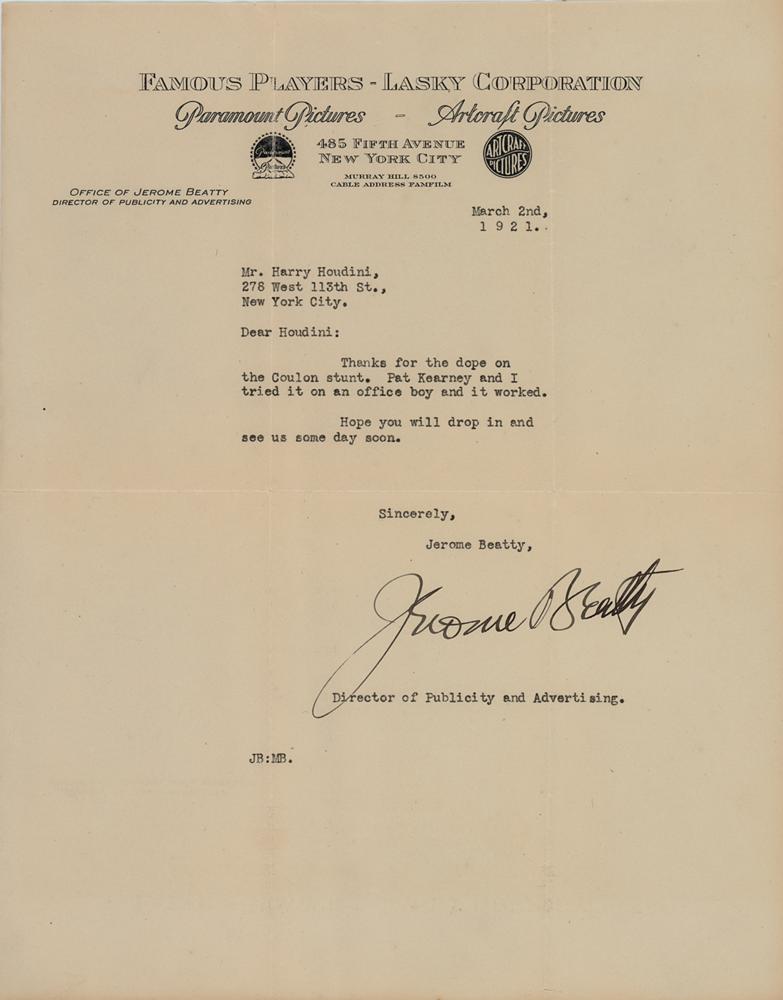 FAMOUS PLAYERS - LASKY CORPORATION
Paramount Pictures - Artcraft Pictures
Paramount Pictures
485 FIFTH AVENUE
NEW YORK CITY
MURRAY HILL 8500
CABLE ADDRESS FAMFILM
ARTCRAFT PICTURES
OFFICE OF JEROME BEATTY
DIRECTOR OF PUBLICITY AND ADVERTISING
March 2nd,
1 9 2 1..
Mr. Harry Houdini,
278 West 113th St.,
New York City.
Dear Houdini:
Thanks for the dope on
the Coulon stunt. Pat Kearney and I
tried it on an office boy and it worked.
Hope you will drop in and
see us some day soon.
Sincerely,
Jerome Beatty,
Jerome Beatty
Director of Publicity and Advertising.
JB:MB.